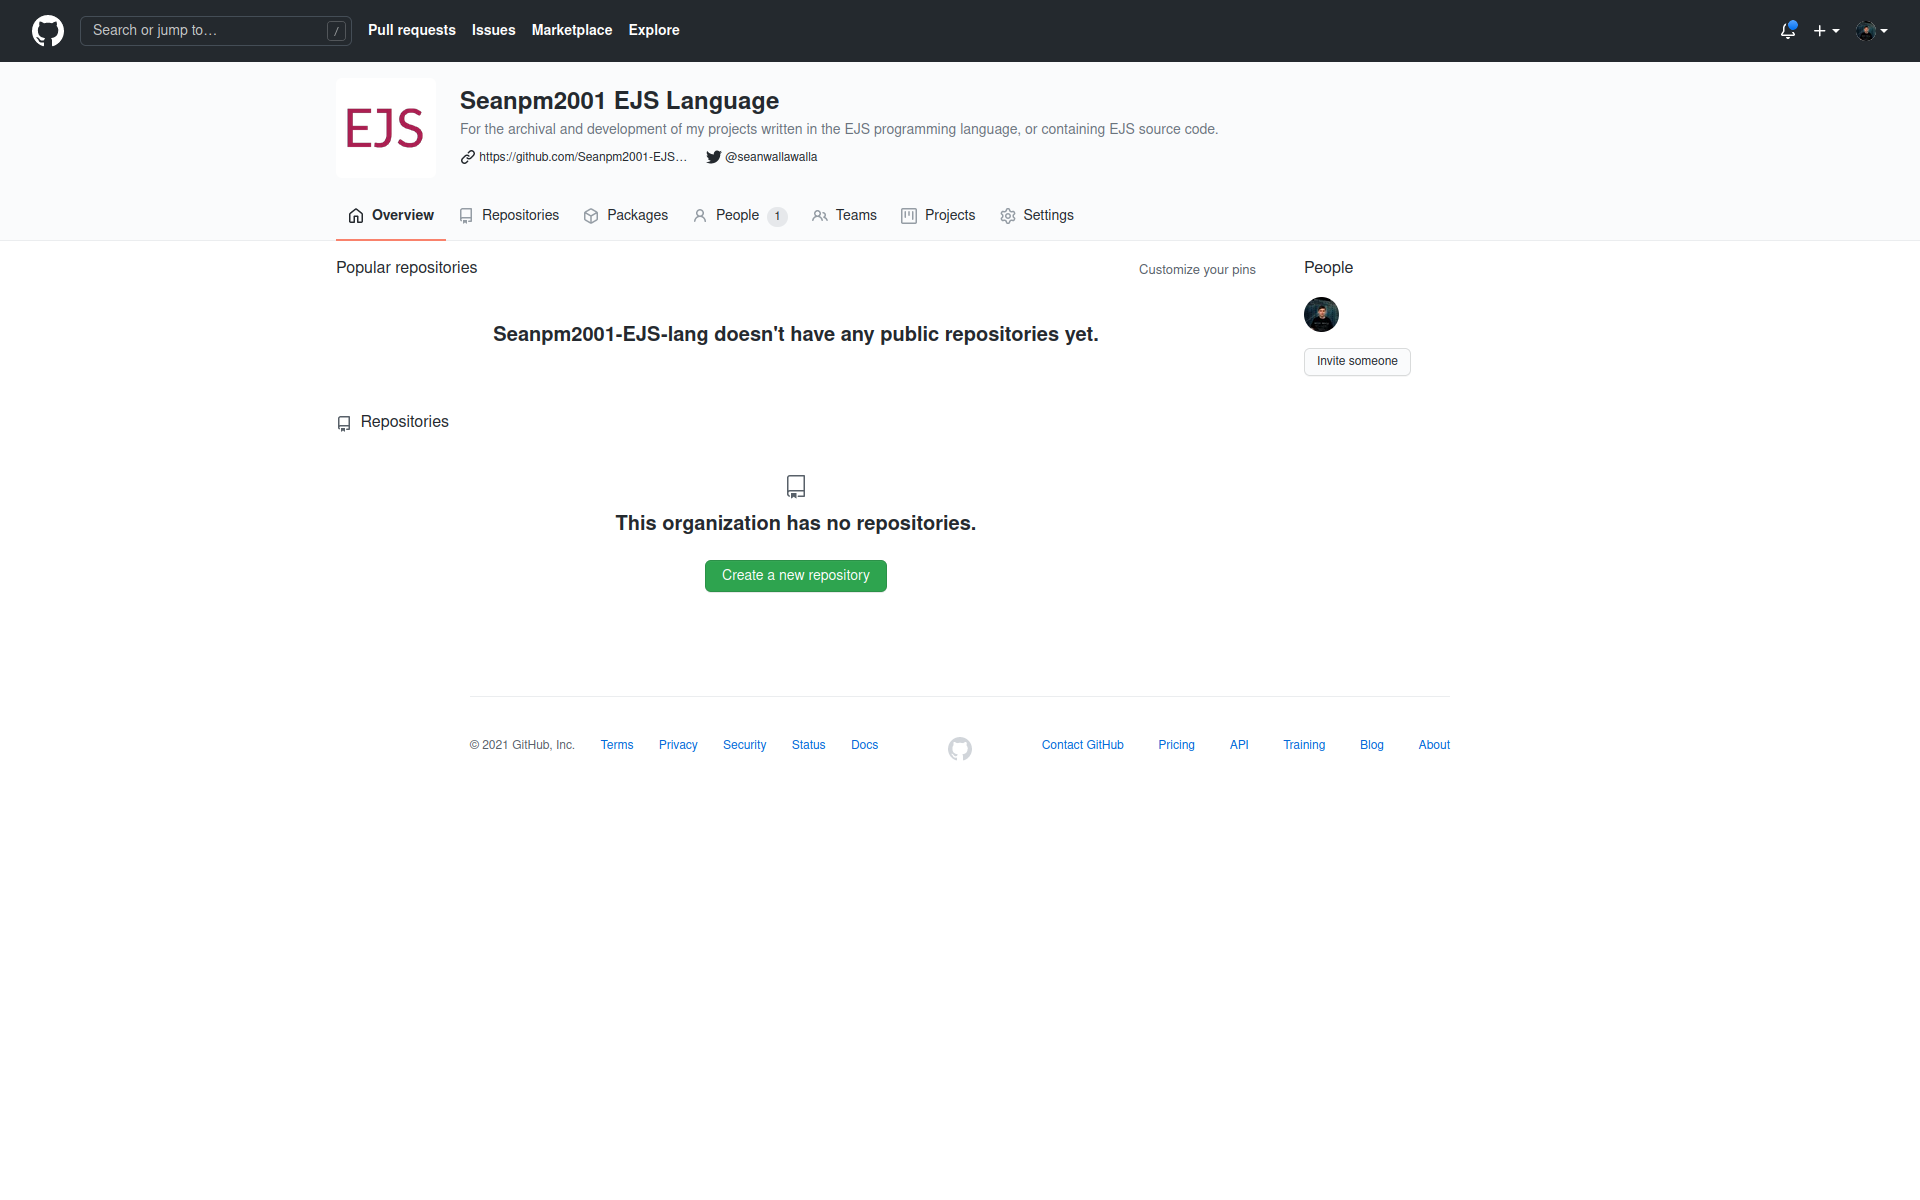 Search or jump to…
/
Pull requests
Issues
Marketplace
Explore
EJS
Seanpm2001 EJS Language
For the archival and development of my projects written in the EJS programming language, or containing EJS source code.
https://github.com/Seanpm2001-EJS… @seanwallawalla
Overview
Repositories
Packages
People 1
Teams
Projects
Settings
Popular repositories
Customize your pins
Seanpm2001-EJS-lang doesn't have any public repositories yet.
People
Invite someone
Repositories
This organization has no repositories.
Create a new repository
© 2021 GitHub, Inc. Terms Privacy Security Status Docs Contact GitHub Pricing API Training Blog About